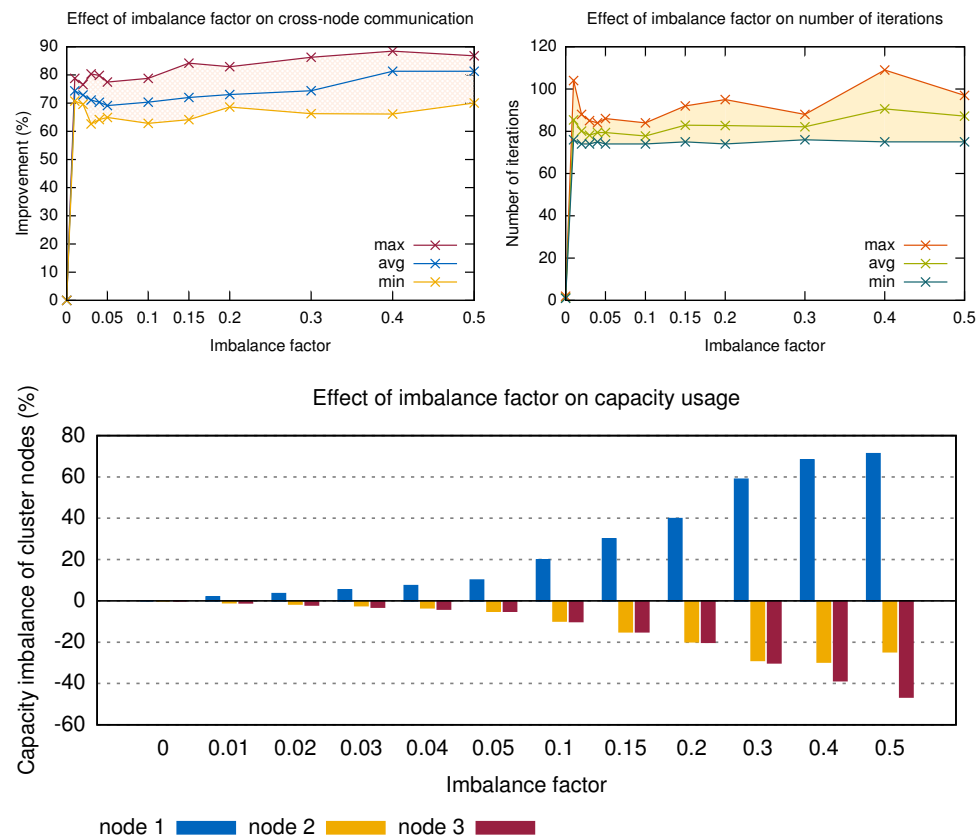 Effect of imbalance factor on cross-node communication
Improvement (%)
90
80
70
60
50
40
30
20
10
0
max
avg
min
0 0.05 0.1 0.15 0.2 0.3 0.4 0.5
Imbalance factor
Effect of imbalance factor on number of iterations
Number of iterations
120
100
80
60
40
20
0
max
avg
min
0 0.05 0.1 0.15 0.2 0.3 0.4 0.5
Imbalance factor
Effect of imbalance factor on capacity usage
Capacity imbalance of cluster nodes (%)
80
60
40
20
0
-20
-40
-60
0 0.01 0.02 0.03 0.04 0.05 0.1 0.15 0.2 0.3 0.4 0.5
Imbalance factor
node 1 node 2 node 3